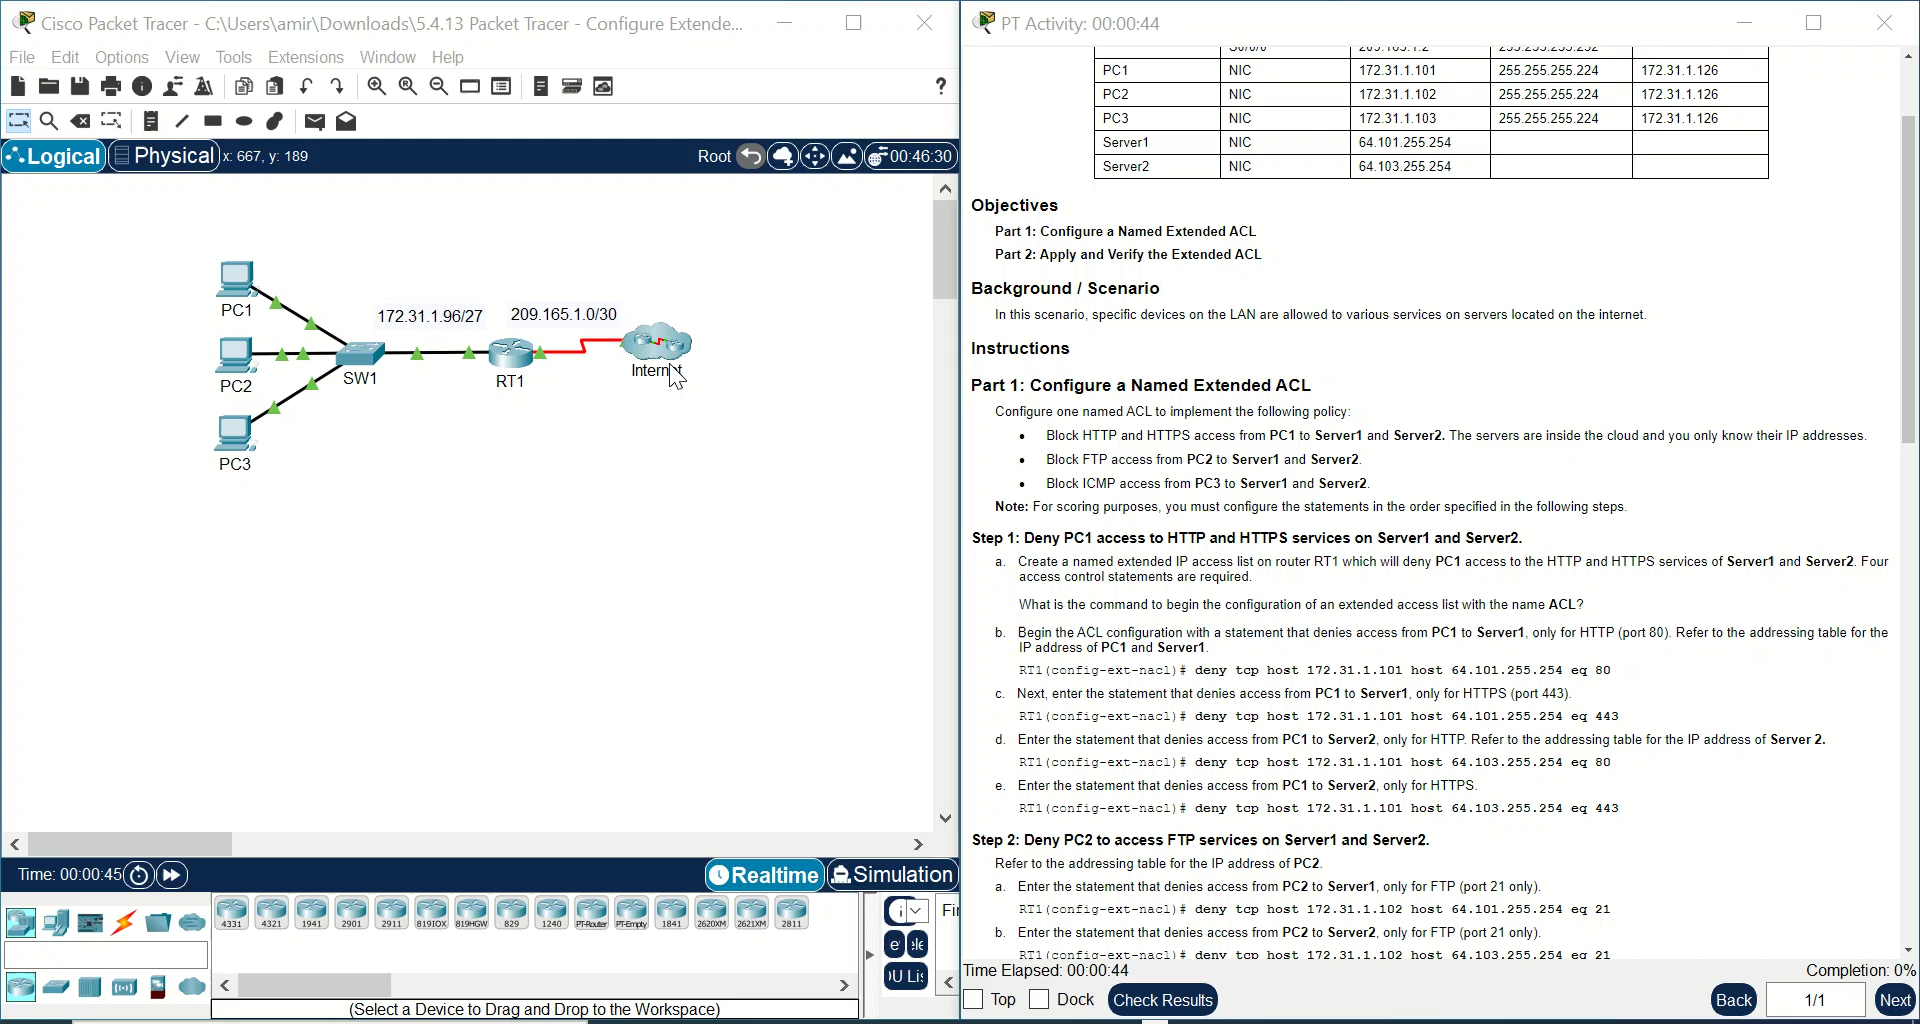 Cisco Packet Tracer - C:\Users\amir\Downloads\5.4.13 Packet Tracer - Configure Extende...
File Edit Options View Tools Extensions Window Help
Logical Physical x: 667, y: 189
Root 00:46:30
PC1
PC2
PC3
172.31.1.96/27
209.165.1.0/30
SW1
RT1
Internet
Time: 00:00:45
Realtime Simulation
4331 4321 1941 2901 2911 819IOX 819HGW 829 1240 PT-Router PT-Empty 1841 2620XM 2621XM 2811
(Select a Device to Drag and Drop to the Workspace)
PT Activity: 00:00:44
PC1 NIC 172.31.1.101 255.255.255.224 172.31.1.126
PC2 NIC 172.31.1.102 255.255.255.224 172.31.1.126
PC3 NIC 172.31.1.103 255.255.255.224 172.31.1.126
Server1 NIC 64.101.255.254
Server2 NIC 64.103.255.254
Objectives
Part 1: Configure a Named Extended ACL
Part 2: Apply and Verify the Extended ACL
Background / Scenario
In this scenario, specific devices on the LAN are allowed to various services on servers located on the internet.
Instructions
Part 1: Configure a Named Extended ACL
Configure one named ACL to implement the following policy:
• Block HTTP and HTTPS access from PC1 to Server1 and Server2. The servers are inside the cloud and you only know their IP addresses.
• Block FTP access from PC2 to Server1 and Server2.
• Block ICMP access from PC3 to Server1 and Server2.
Note: For scoring purposes, you must configure the statements in the order specified in the following steps.
Step 1: Deny PC1 access to HTTP and HTTPS services on Server1 and Server2.
a. Create a named extended IP access list on router RT1 which will deny PC1 access to the HTTP and HTTPS services of Server1 and Server2. Four
access control statements are required.
What is the command to begin the configuration of an extended access list with the name ACL?
b. Begin the ACL configuration with a statement that denies access from PC1 to Server1, only for HTTP (port 80). Refer to the addressing table for the
IP address of PC1 and Server1.
RT1(config-ext-nacl)# deny tcp host 172.31.1.101 host 64.101.255.254 eq 80
c. Next, enter the statement that denies access from PC1 to Server1, only for HTTPS (port 443).
RT1(config-ext-nacl)# deny tcp host 172.31.1.101 host 64.101.255.254 eq 443
d. Enter the statement that denies access from PC1 to Server2, only for HTTP. Refer to the addressing table for the IP address of Server 2.
RT1(config-ext-nacl)# deny tcp host 172.31.1.101 host 64.103.255.254 eq 80
e. Enter the statement that denies access from PC1 to Server2, only for HTTPS.
RT1(config-ext-nacl)# deny tcp host 172.31.1.101 host 64.103.255.254 eq 443
Step 2: Deny PC2 to access FTP services on Server1 and Server2.
Refer to the addressing table for the IP address of PC2.
a. Enter the statement that denies access from PC2 to Server1, only for FTP (port 21 only).
RT1(config-ext-nacl)# deny tcp host 172.31.1.102 host 64.101.255.254 eq 21
b. Enter the statement that denies access from PC2 to Server2, only for FTP (port 21 only).
RT1(config-ext-nacl)# deny tcp host 172.31.1.102 host 64.103.255.254 eq 21
Time Elapsed: 00:00:44
Completion: 0%
Top Dock Check Results
Back 1/1 Next